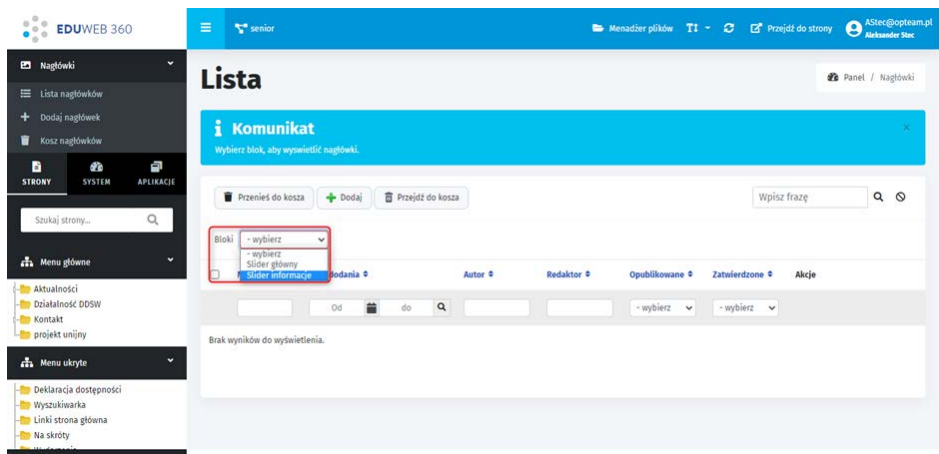 EDUWEB 360
senior
Menadżer plików
Przejdź do strony
AStec@opteam.pl
Aleksander Stec
Nagłówki
Lista nagłówków
Dodaj nagłówek
Kosz nagłówków
STRONY SYSTEM APLIKACJE
Szukaj strony...
Menu główne
Aktualności
Działalność DDSW
Kontakt
projekt unijny
Menu ukryte
Deklaracja dostępności
Wyszukiwarka
Linki strona główna
Na skróty
Lista
Panel / Nagłówki
Komunikat
Wybierz blok, aby wyswietlić nagłówki.
Przenieś do kosza
Dodaj
Przejdź do kosza
Wpisz frazę
Bloki
- wybierz
- wybierz
Slider główny
Slider informacje
dodania Autor Redaktor Opublikowane Zatwierdzone Akcje
Od do - wybierz - wybierz
Brak wyników do wyświetlenia.